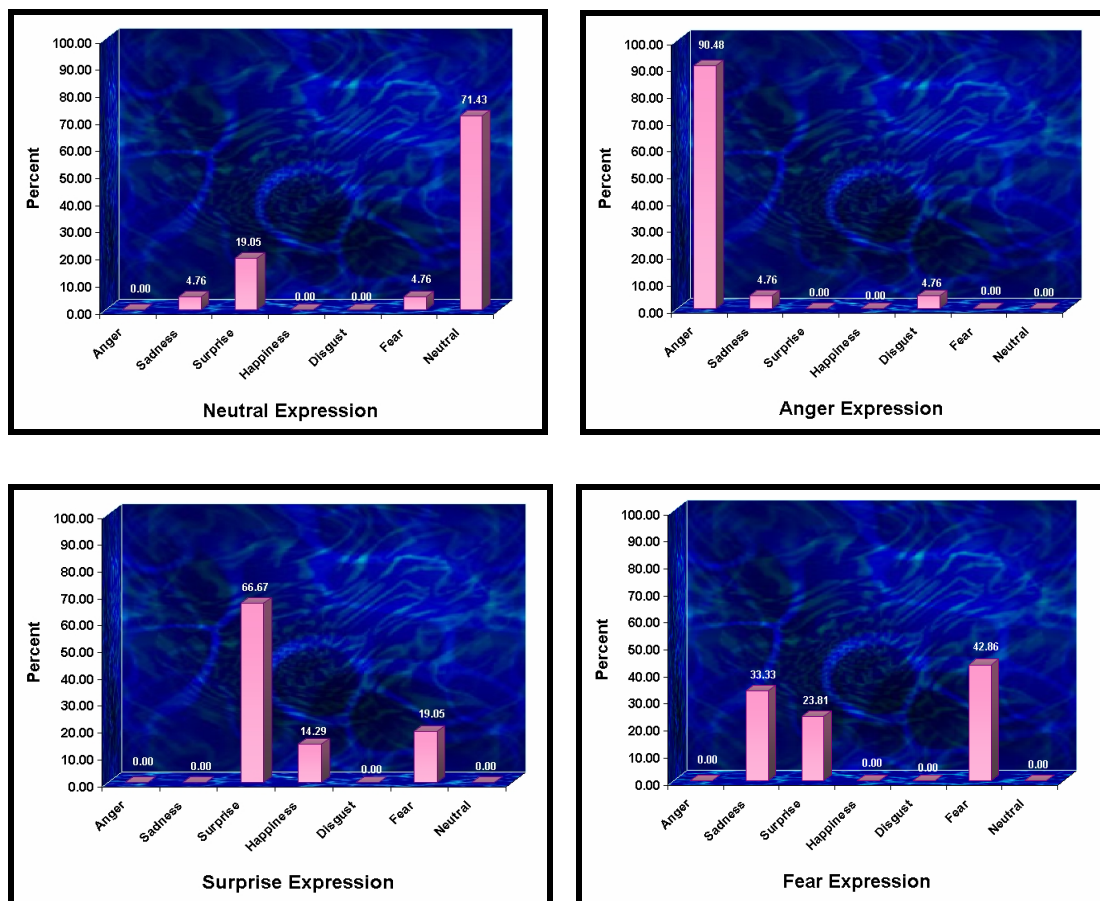 100.00
90.00
80.00
70.00
60.00
50.00
40.00
30.00
20.00
10.00
0.00
Percent
0.00
4.76
19.05
0.00
0.00
4.76
71.43
Anger
Sadness
Surprise
Happiness
Disgust
Fear
Neutral
Neutral Expression
100.00
90.00
80.00
70.00
60.00
50.00
40.00
30.00
20.00
10.00
0.00
Percent
90.48
4.76
0.00
0.00
4.76
0.00
0.00
Anger
Sadness
Surprise
Happiness
Disgust
Fear
Neutral
Anger Expression
100.00
90.00
80.00
70.00
60.00
50.00
40.00
30.00
20.00
10.00
0.00
Percent
0.00
0.00
66.67
14.29
0.00
19.05
0.00
Anger
Sadness
Surprise
Happiness
Disgust
Fear
Neutral
Surprise Expression
100.00
90.00
80.00
70.00
60.00
50.00
40.00
30.00
20.00
10.00
0.00
Percent
0.00
33.33
23.81
0.00
0.00
42.86
0.00
Anger
Sadness
Surprise
Happiness
Disgust
Fear
Neutral
Fear Expression